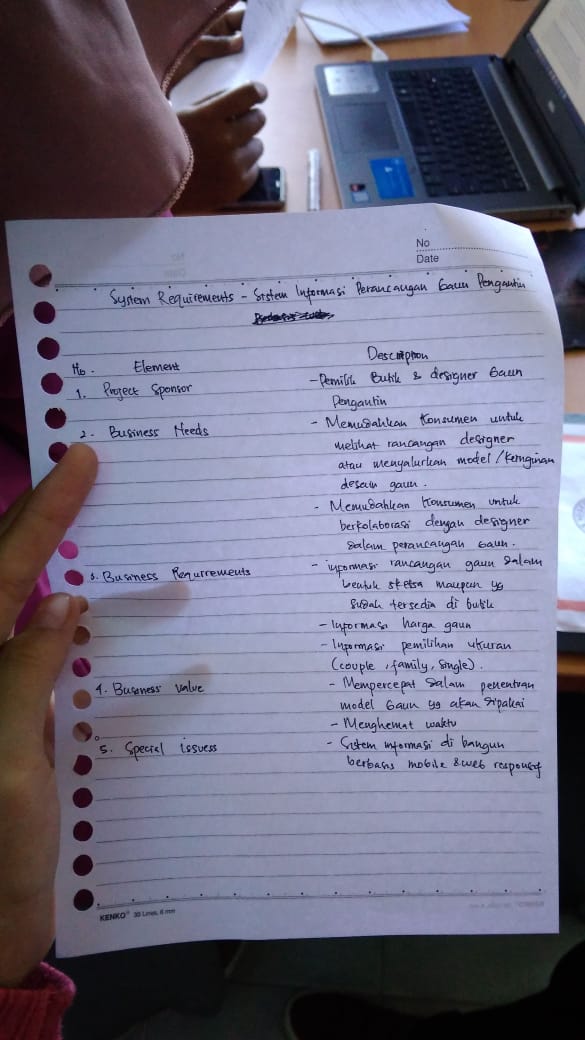 No
Date
System Requirements - Sistem Informasi Perancangan Gaun Pengantin
No. Element Description
1. Project Sponsor - Pemilik Butik & designer Gaun
Pengantin
2. Business Needs - Memudahkan Konsumen untuk
melihat rancangan designer
atau menyalurkan model /keinginan
desain gaun.
- Memudahkan Konsumen untuk
berkolaborasi dengan designer
dalam perancangan Gaun.
3. Business Requirements - informasi rancangan gaun dalam
bentuk sketsa maupun yg
sudah tersedia di butik
- Informasi harga gaun
- Informasi pemilihan ukuran
(couple, family, single).
4. Business Value - Mempercepat dalam penentuan
model Gaun yg akan dipakai
- Menghemat waktu
5. Special Issuess - Sistem informasi di bangun
berbasis mobile & web responsif
KENKO® 30 Lines, 6 mm